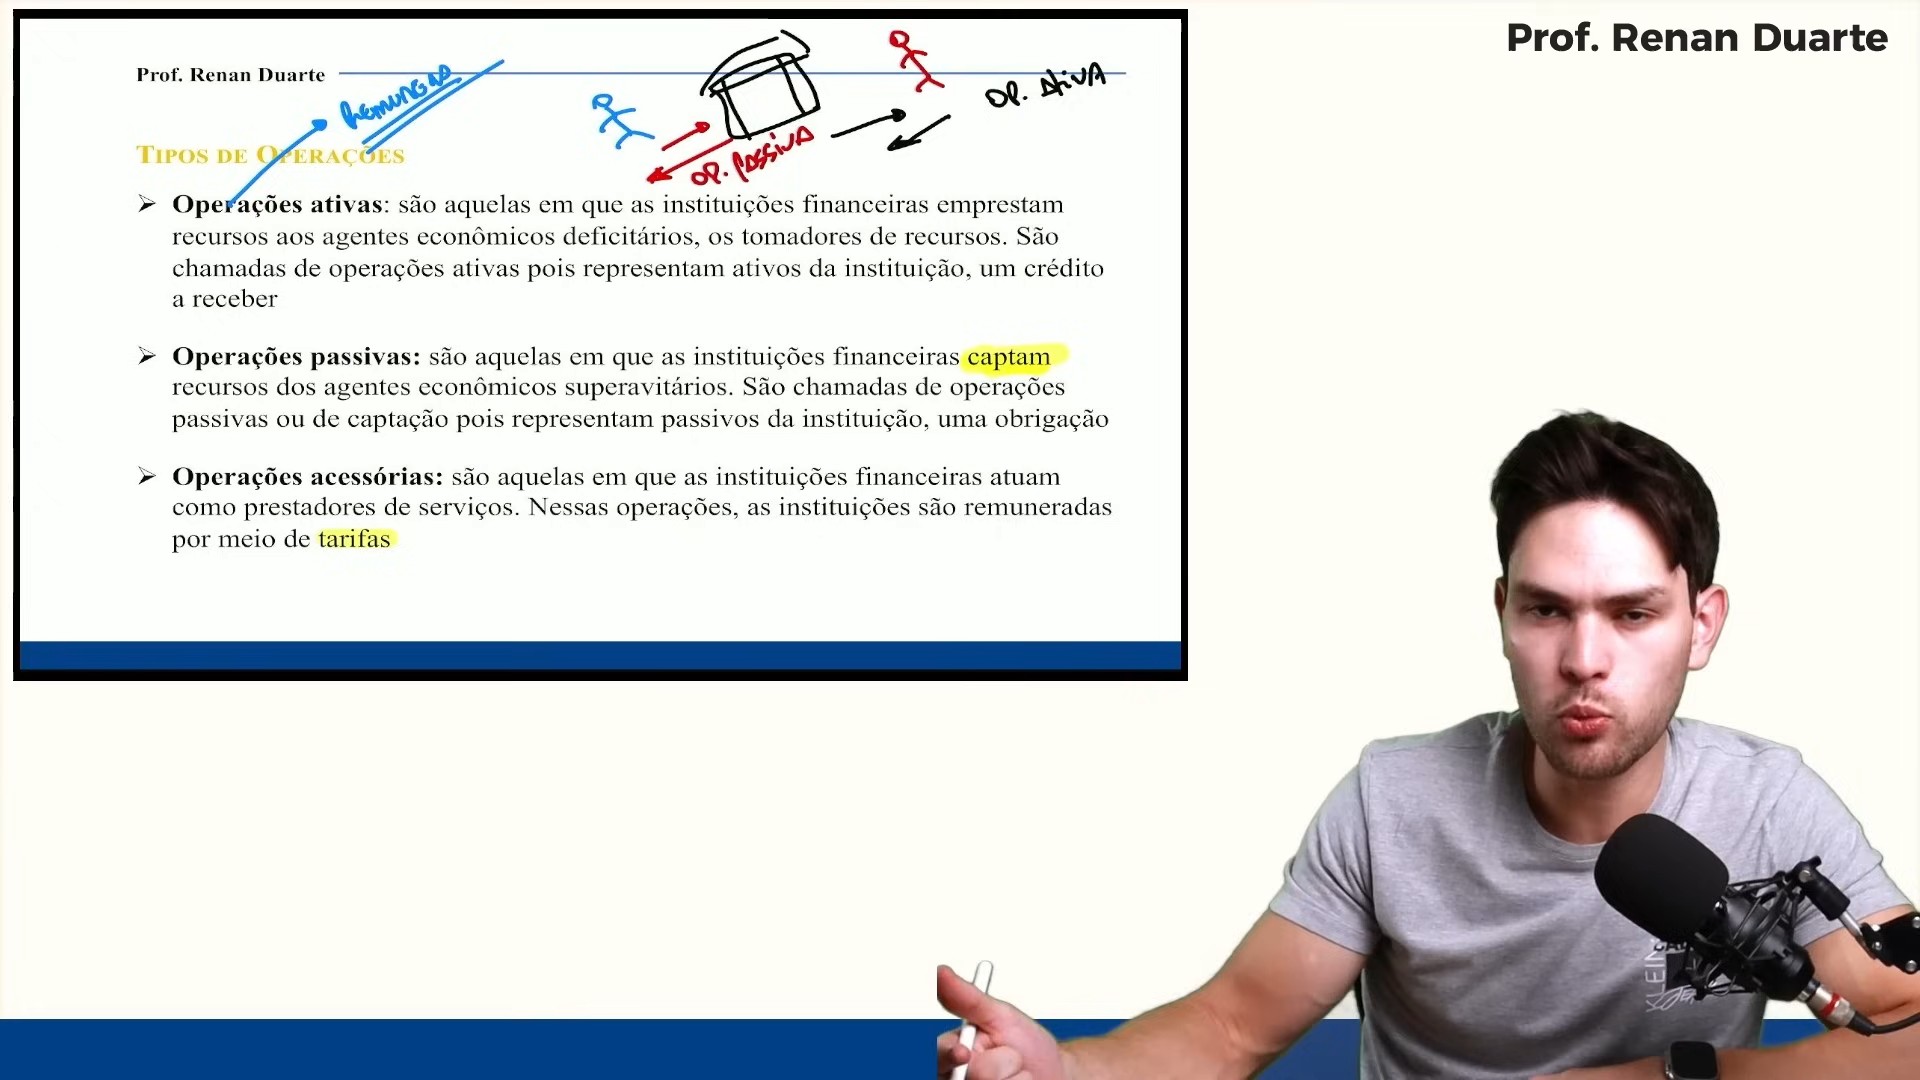 Prof. Renan Duarte
Prof. Renan Duarte
OP. AtivA
OP. PASSivA
TIPOS DE OPERAÇÕES
➢ Operações ativas: são aquelas em que as instituições financeiras emprestam
recursos aos agentes econômicos deficitários, os tomadores de recursos. São
chamadas de operações ativas pois representam ativos da instituição, um crédito
a receber
➢ Operações passivas: são aquelas em que as instituições financeiras captam
recursos dos agentes econômicos superavitários. São chamadas de operações
passivas ou de captação pois representam passivos da instituição, uma obrigação
➢ Operações acessórias: são aquelas em que as instituições financeiras atuam
como prestadores de serviços. Nessas operações, as instituições são remuneradas
por meio de tarifas
KLEIN